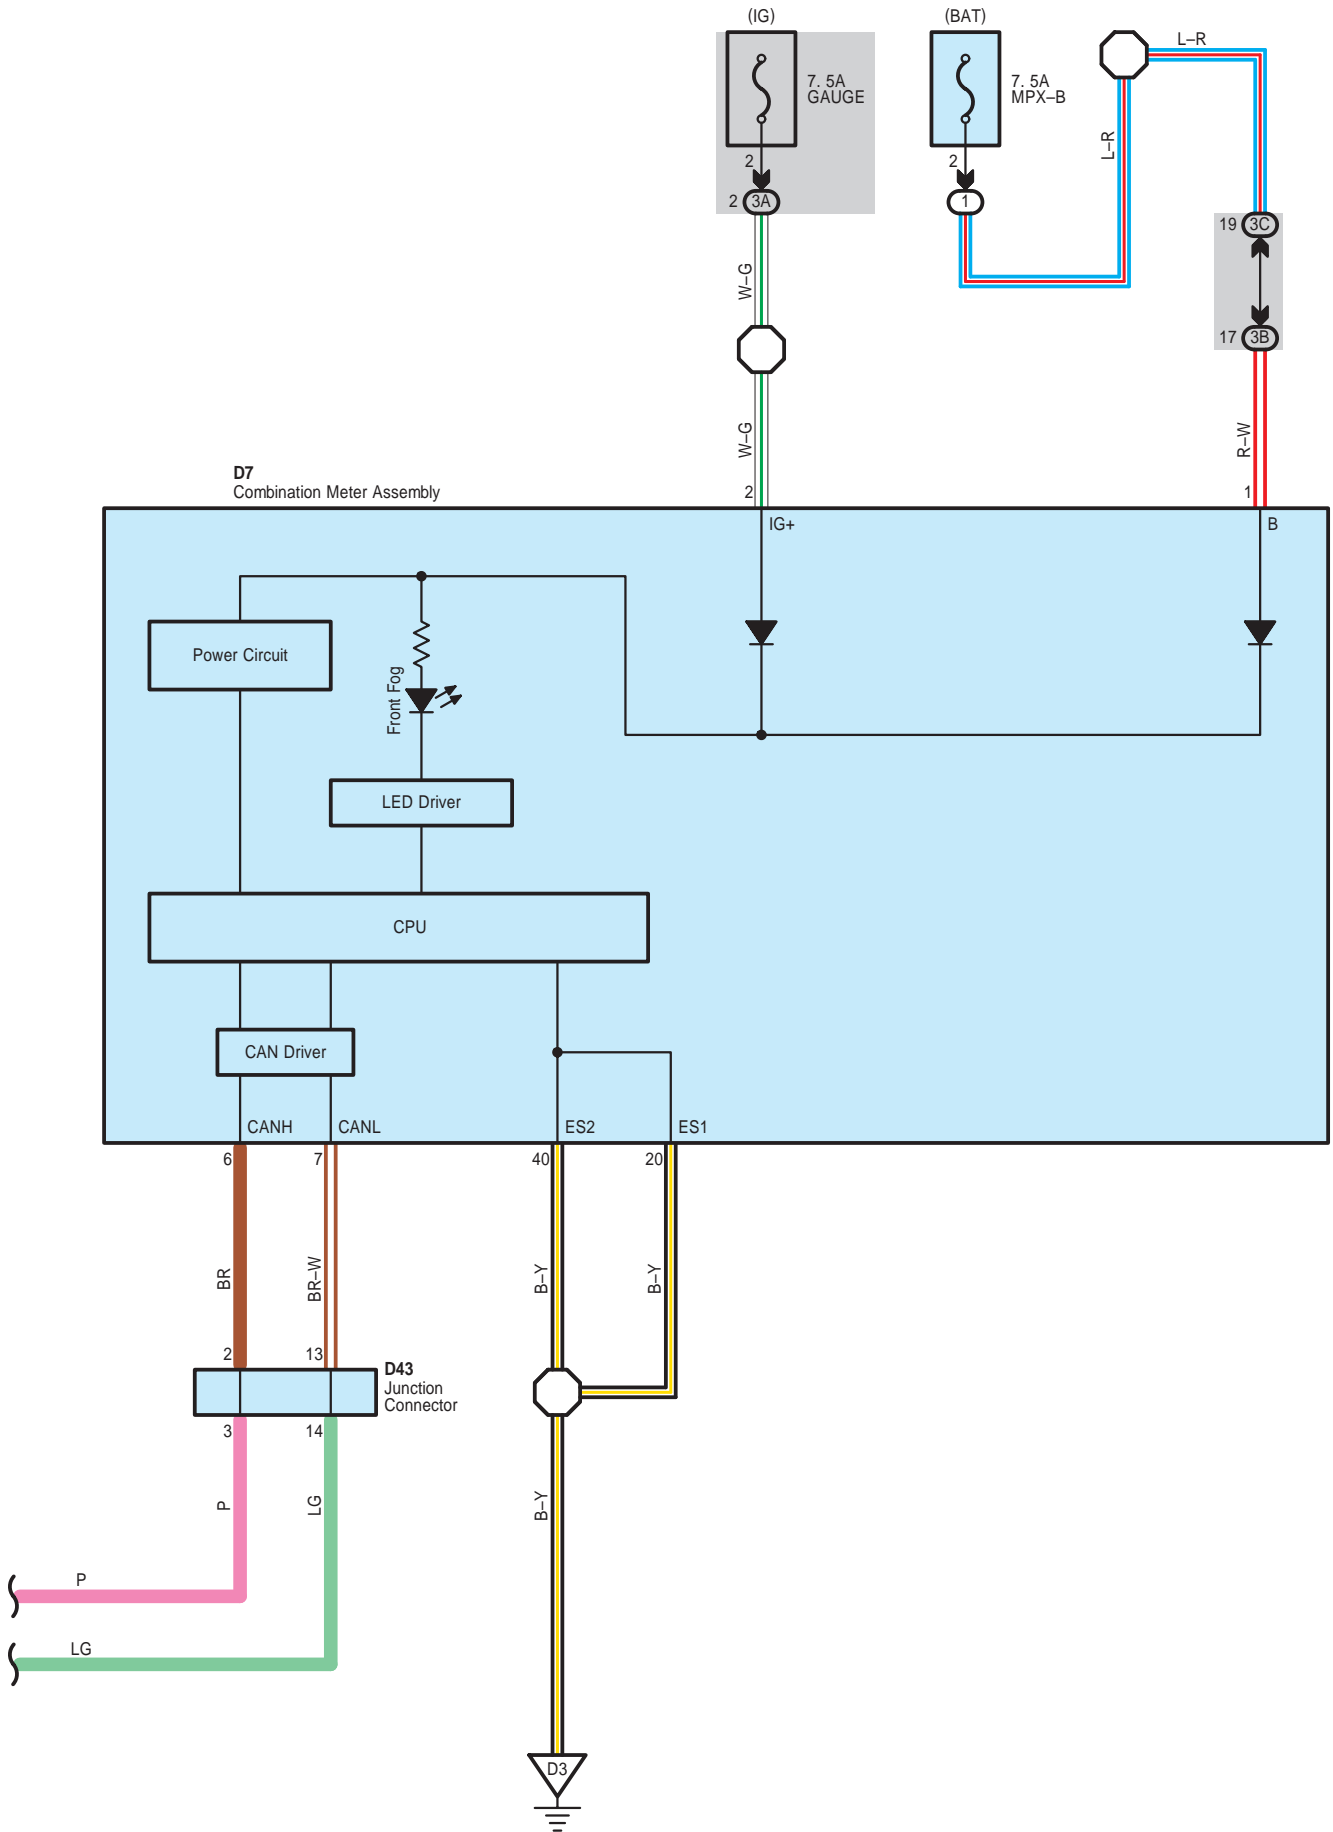 (IG)
(BAT)
L–R
7. 5A
GAUGE
7. 5A
MPX–B
L–R
2
2
2 3A
1
19 3C
W–G
17 3B
W–G
R–W
D7
Combination Meter Assembly
2
1
IG+
B
Power Circuit
Front Fog
LED Driver
CPU
CAN Driver
CANH
CANL
ES2
ES1
6
7
40
20
BR
BR–W
B–Y
B–Y
2
13
D43
Junction
Connector
3
14
P
LG
B–Y
P
LG
D3